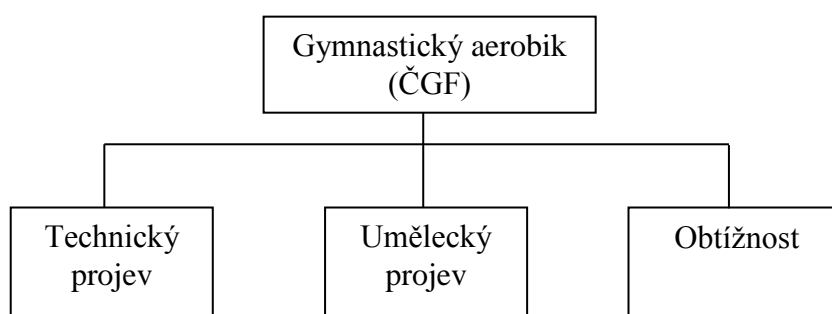 Gymnastický aerobik
(ČGF)
Technický
projev
Umělecký
projev
Obtížnost